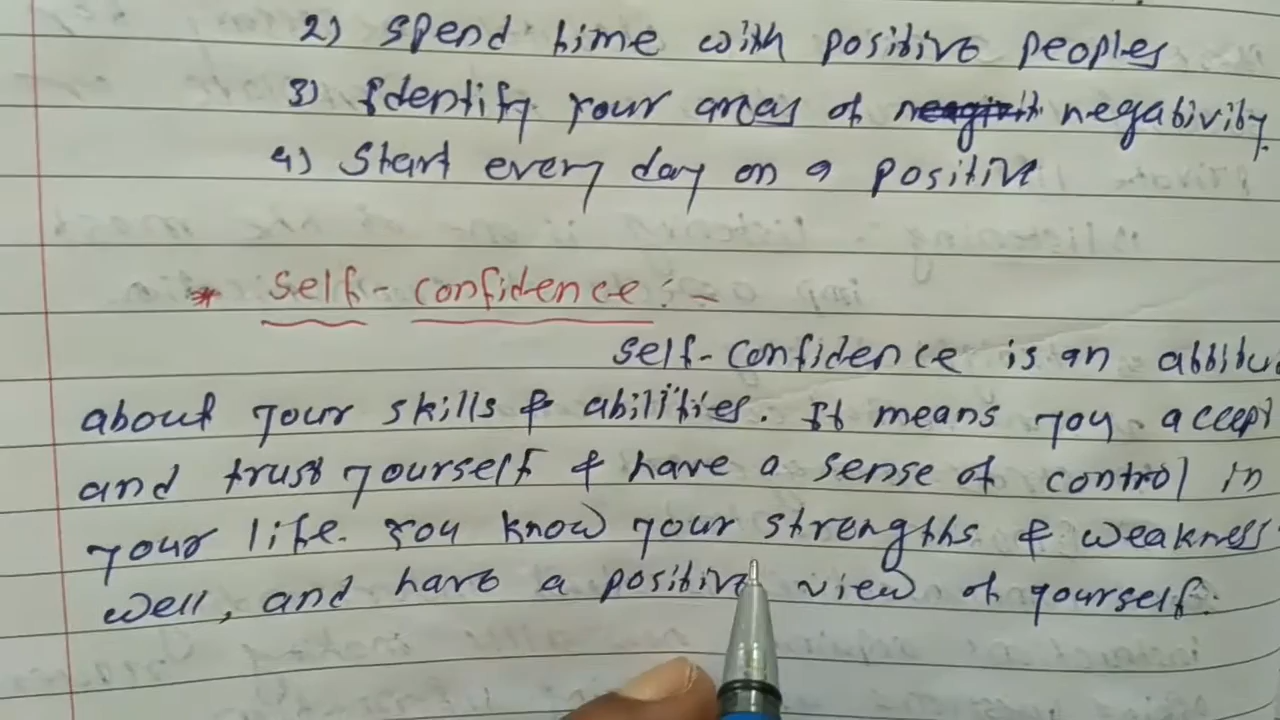 2) spend time with positive peoples
3) Identify your areas of negativity.
4) Start every day on a positive
* Self-confidence :-
Self-confidence is an attitu
about your skills & abilities. It means you accept
and trust yourself & have a sense of control in
your life. You know your strengths & weakness
well, and have a positive view of yourself.